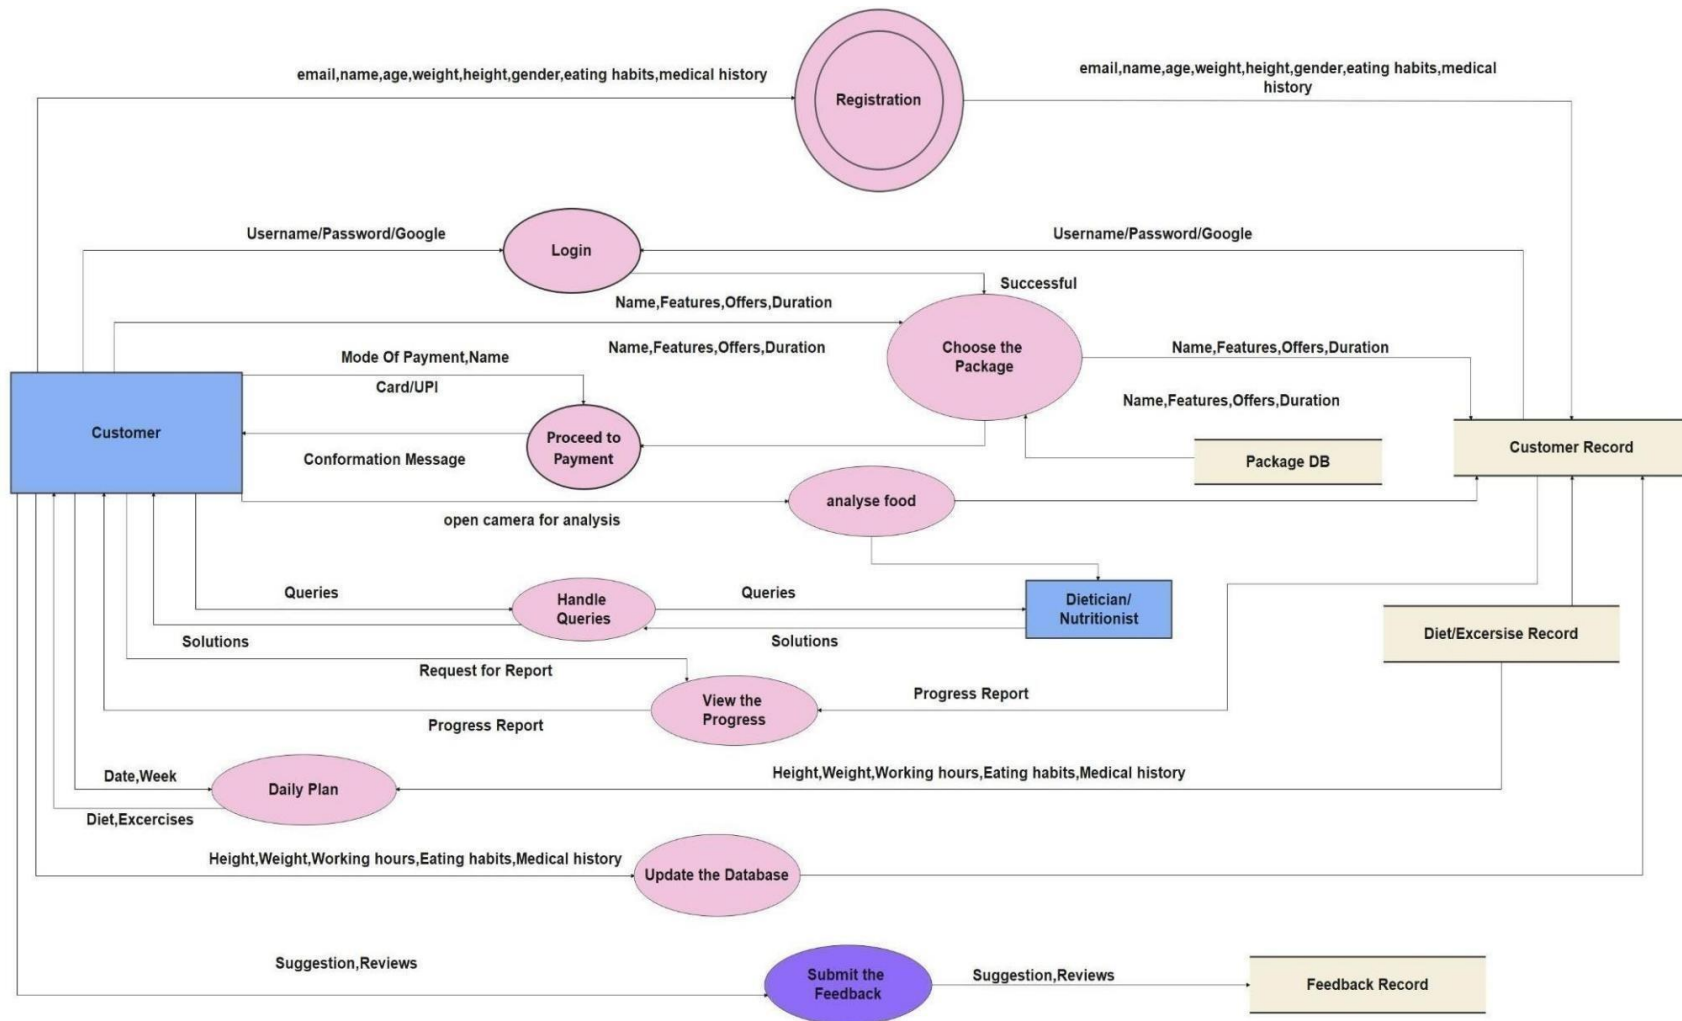 email,name,age,weight,height,gender,eating habits,medical history
email,name,age,weight,height,gender,eating habits,medical
history
Registration
Username/Password/Google
Login
Username/Password/Google
Successful
Name,Features,Offers,Duration
Name,Features,Offers,Duration
Choose the
Package
Name,Features,Offers,Duration
Mode Of Payment,Name
Card/UPI
Name,Features,Offers,Duration
Customer
Proceed to
Payment
Conformation Message
Package DB
Customer Record
analyse food
open camera for analysis
Queries
Handle
Queries
Queries
Dietician/
Nutritionist
Solutions
Solutions
Diet/Excersise Record
Request for Report
View the
Progress
Progress Report
Progress Report
Date,Week
Daily Plan
Height,Weight,Working hours,Eating habits,Medical history
Diet,Excercises
Height,Weight,Working hours,Eating habits,Medical history
Update the Database
Suggestion,Reviews
Submit the
Feedback
Suggestion,Reviews
Feedback Record